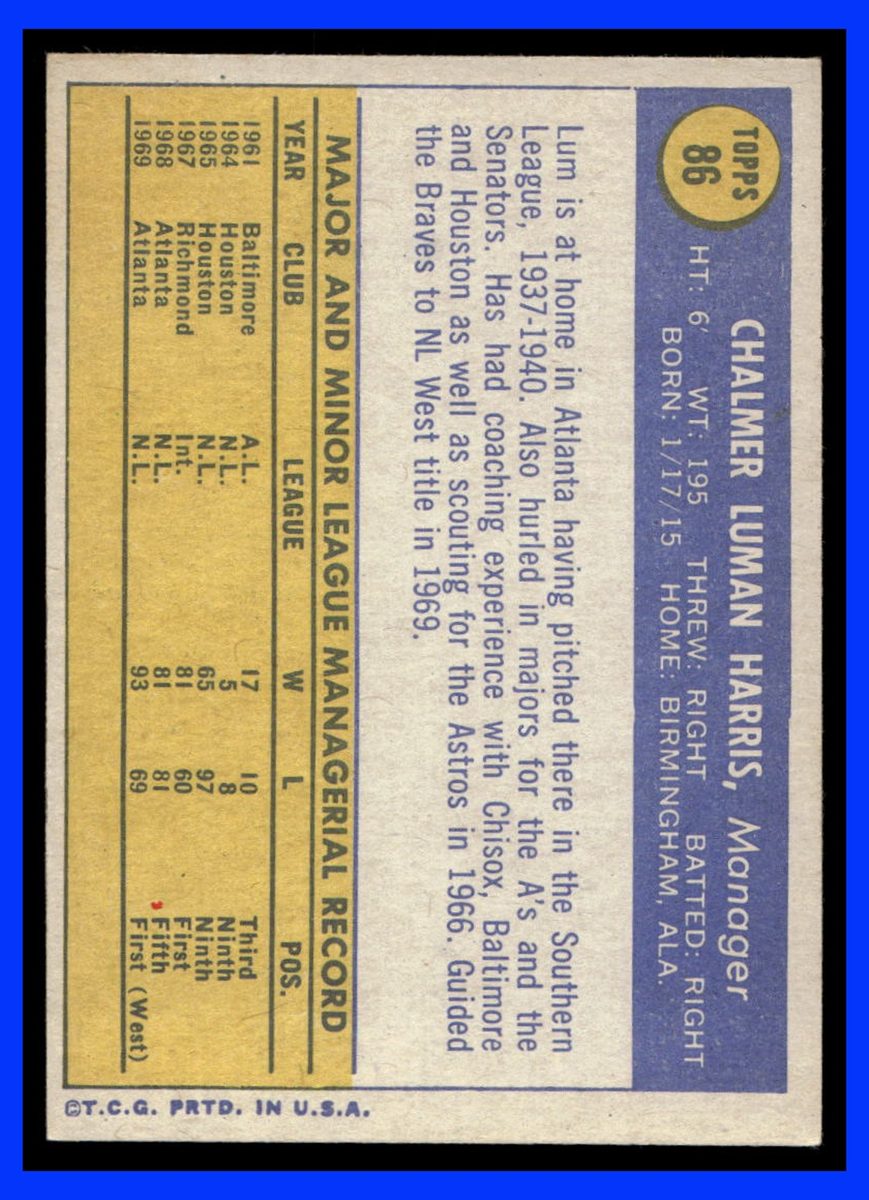 TOPPS
86
CHALMER LUMAN HARRIS, Manager
HT: 6' WT: 195 THREW: RIGHT BATTED: RIGHT
BORN: 1/17/15 HOME: BIRMINGHAM, ALA.
Lum is at home in Atlanta having pitched there in the Southern
League, 1937-1940. Also hurled in majors for the A's and the
Senators. Has had coaching experience with Chisox, Baltimore
and Houston as well as scouting for the Astros in 1966. Guided
the Braves to NL West title in 1969.
MAJOR AND MINOR LEAGUE MANAGERIAL RECORD
YEAR CLUB LEAGUE W L POS.
1961 Baltimore A.L. 17 10 Third
1964 Houston N.L. 5 8 Ninth
1965 Houston N.L. 65 97 Ninth
1967 Richmond Int. 81 60 First
1968 Atlanta N.L. 81 81 Fifth
1969 Atlanta N.L. 93 69 First (West)
©T.C.G. PRTD. IN U.S.A.